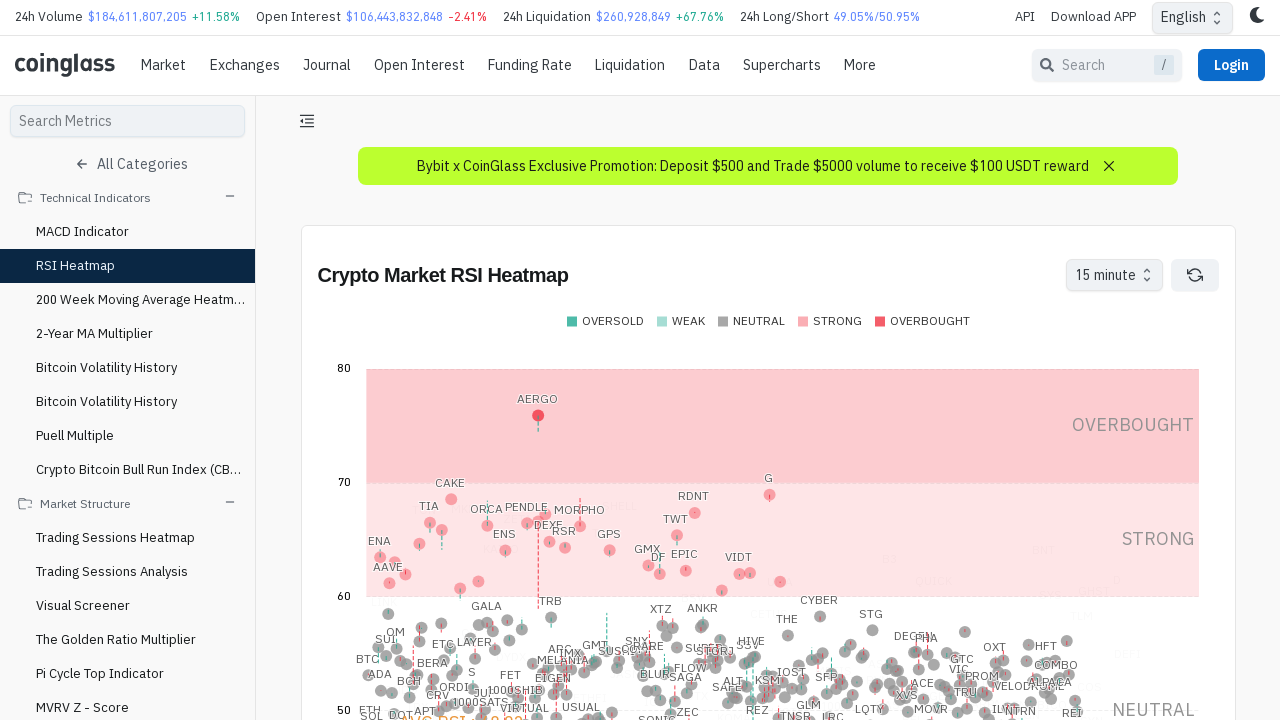 24h Volume $184,611,807,205 +11.58% Open Interest $106,443,832,848 -2.41% 24h Liquidation $260,928,849 +67.76% 24h Long/Short 49.05%/50.95% API Download APP English
coinglass Market Exchanges Journal Open Interest Funding Rate Liquidation Data Supercharts More Search / Login
Search Metrics
All Categories
Technical Indicators
MACD Indicator
RSI Heatmap
200 Week Moving Average Heatm...
2-Year MA Multiplier
Bitcoin Volatility History
Bitcoin Volatility History
Puell Multiple
Crypto Bitcoin Bull Run Index (CB...
Market Structure
Trading Sessions Heatmap
Trading Sessions Analysis
Visual Screener
The Golden Ratio Multiplier
Pi Cycle Top Indicator
MVRV Z - Score
Bybit x CoinGlass Exclusive Promotion: Deposit $500 and Trade $5000 volume to receive $100 USDT reward
Crypto Market RSI Heatmap
15 minute
OVERSOLD WEAK NEUTRAL STRONG OVERBOUGHT
80
AERGO
OVERBOUGHT
70
CAKE
G
RDNT
TIA
ORCA
PENDLE
MORPHO
TWT
DEXE
RSR
ENS
GPS
STRONG
ENA
GMX
DF
EPIC
VIDT
AAVE
60
TRB
CYBER
GALA
XTZ
ANKR
THE
STG
OM
SUI
ETC
LAYER
GMT
HIVE
SSV
STORJ
BTC
BERA
MELANIA
FLOW
IOST
GTC
OXT
HFT
COMBO
ADA
BCH
S
FET
EIGEN
BLUR
SAGA
ALT
KSM
SFP
ACE
VIC
PROM
ALPACA
CRV
ORDI
1000SHIB
SAFE
XVS
TRU
1000SATS
VIRTUAL
USUAL
ZEC
REZ
GLM
LQTY
MOVR
NTRN
REI
50
ETH
SOL
DOT
APT
SONIC
TNSR
LRC
NEUTRAL